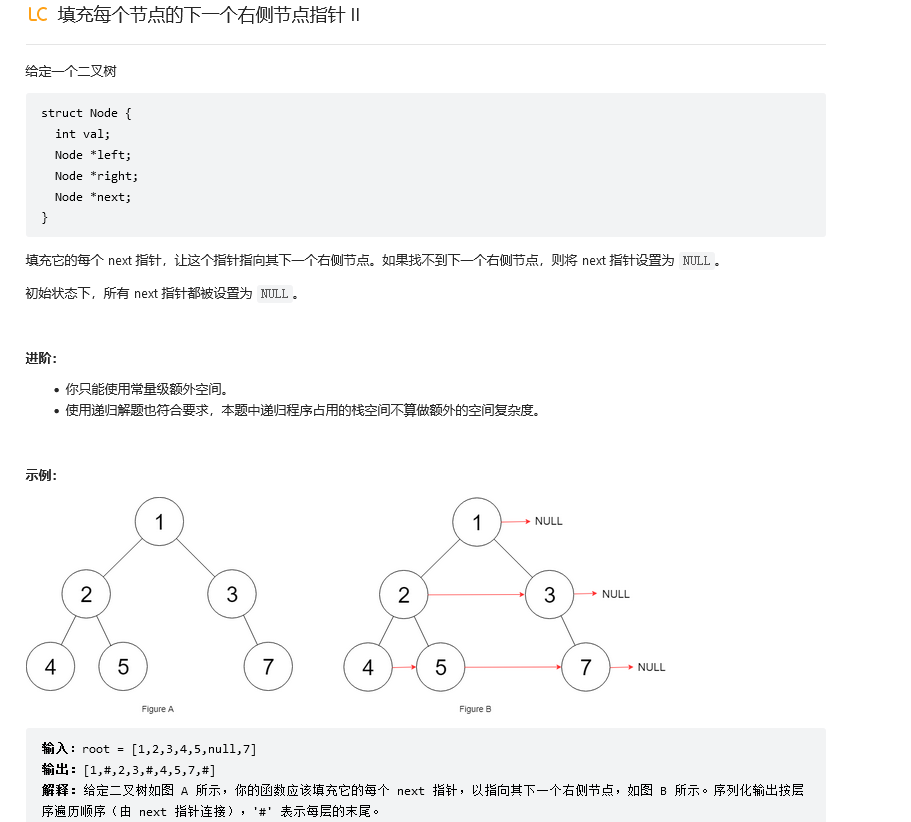 LC 填充每个节点的下一个右侧节点指针 II
给定一个二叉树
struct Node {
  int val;
  Node *left;
  Node *right;
  Node *next;
}
填充它的每个 next 指针，让这个指针指向其下一个右侧节点。如果找不到下一个右侧节点，则将 next 指针设置为 NULL 。
初始状态下，所有 next 指针都被设置为 NULL 。
进阶：
• 你只能使用常量级额外空间。
• 使用递归解题也符合要求，本题中递归程序占用的栈空间不算做额外的空间复杂度。
示例：
1
2 3
4 5 7
Figure A
1 NULL
2 3 NULL
4 5 7 NULL
Figure B
输入：root = [1,2,3,4,5,null,7]
输出：[1,#,2,3,#,4,5,7,#]
解释：给定二叉树如图 A 所示，你的函数应该填充它的每个 next 指针，以指向其下一个右侧节点，如图 B 所示。序列化输出按层
序遍历顺序（由 next 指针连接），'#' 表示每层的末尾。